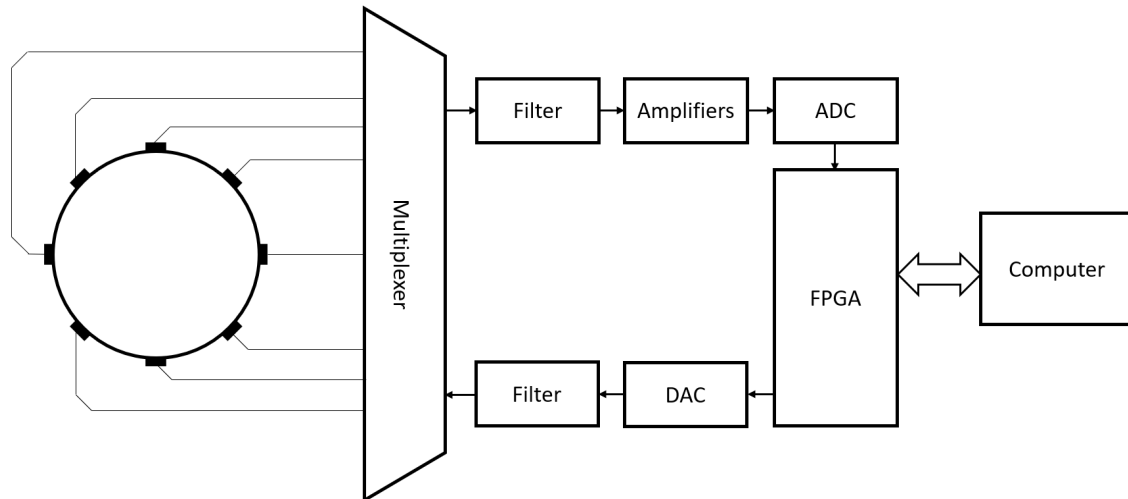 Filter
Amplifiers
ADC
Multiplexer
FPGA
Computer
Filter
DAC